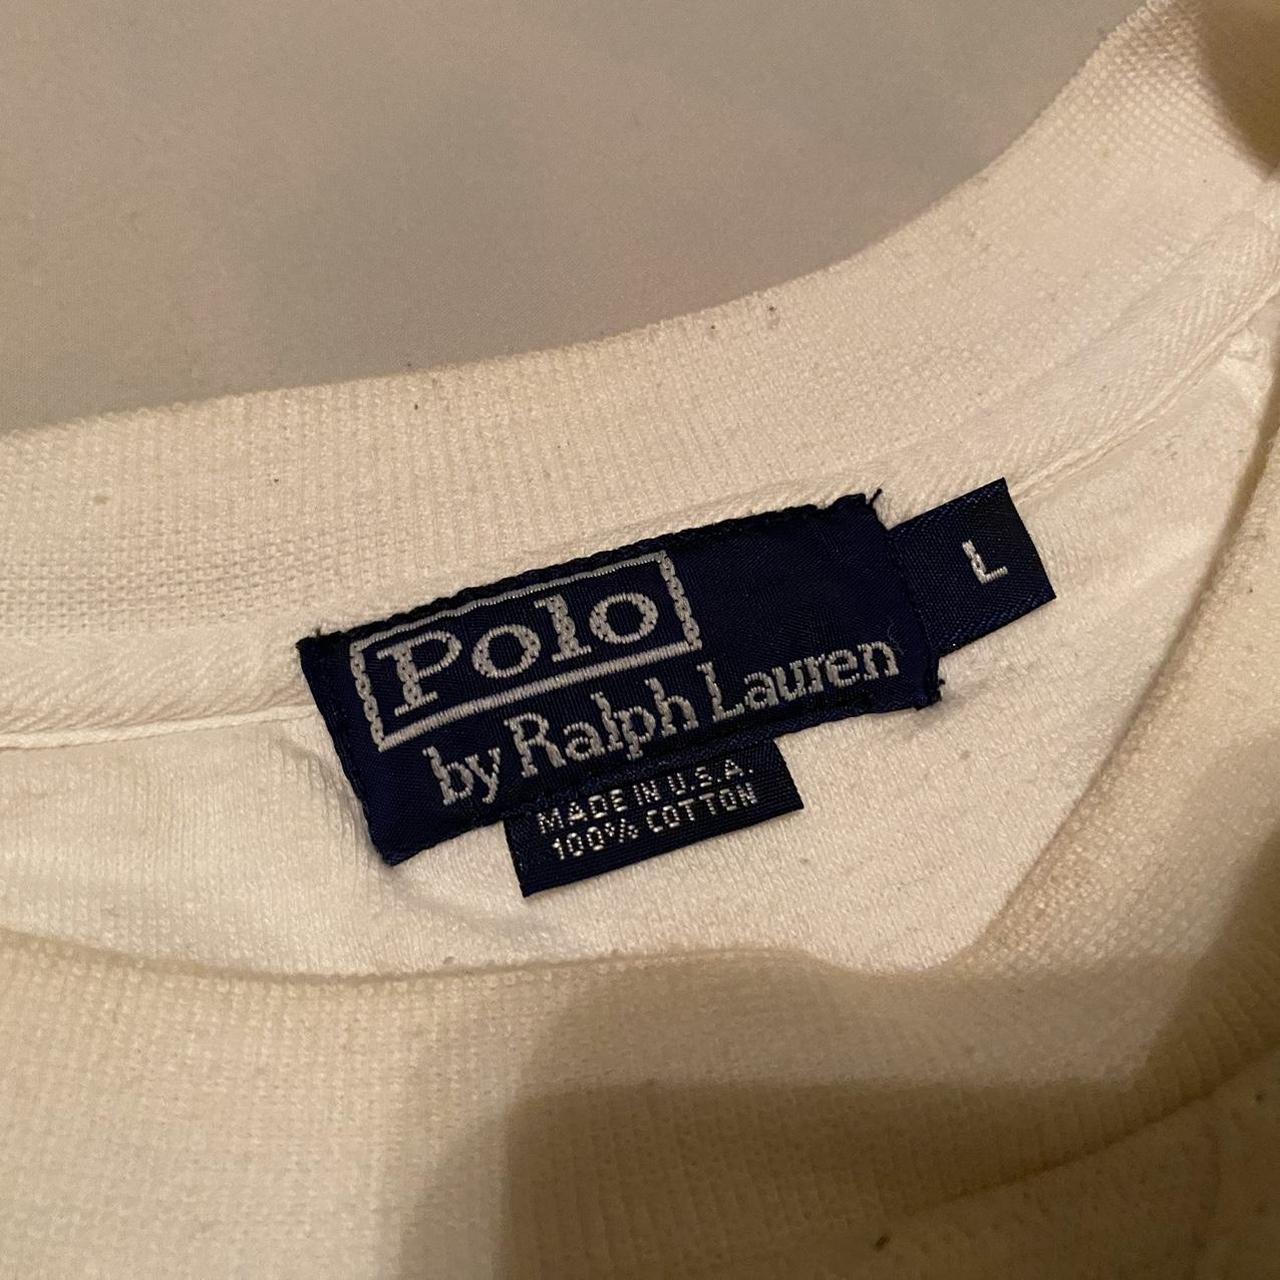 Polo
by Ralph Lauren
L
MADE IN U.S.A.
100% COTTON